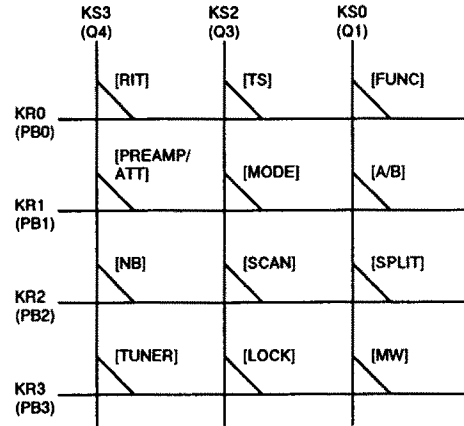 KS3 KS2 KS0
(Q4) (Q3) (Q1)
[RIT] [TS] [FUNC]
KR0
(PB0)
[PREAMP/
ATT] [MODE] [A/B]
KR1
(PB1)
[NB] [SCAN] [SPLIT]
KR2
(PB2)
[TUNER] [LOCK] [MW]
KR3
(PB3)